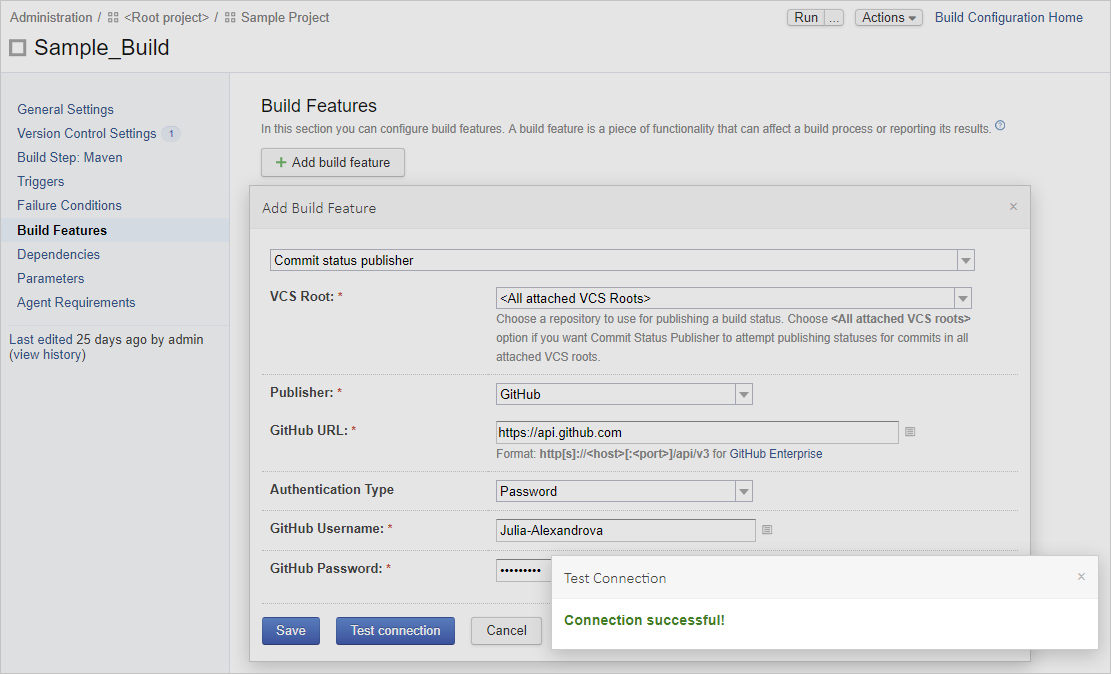 Administration / <Root project> / Sample Project
Run ... Actions Build Configuration Home
Sample_Build
General Settings
Version Control Settings 1
Build Step: Maven
Triggers
Failure Conditions
Build Features
Dependencies
Parameters
Agent Requirements
Last edited 25 days ago by admin
(view history)
Build Features
In this section you can configure build features. A build feature is a piece of functionality that can affect a build process or reporting its results. ?
+ Add build feature
Add Build Feature ×
Commit status publisher
VCS Root: *
<All attached VCS Roots>
Choose a repository to use for publishing a build status. Choose <All attached VCS roots>
option if you want Commit Status Publisher to attempt publishing statuses for commits in all
attached VCS roots.
Publisher: *
GitHub
GitHub URL: *
https://api.github.com
Format: http[s]://<host>[:<port>]/api/v3 for GitHub Enterprise
Authentication Type
Password
GitHub Username: *
Julia-Alexandrova
GitHub Password: *
•••••••••
Save
Test connection
Cancel
Test Connection ×
Connection successful!